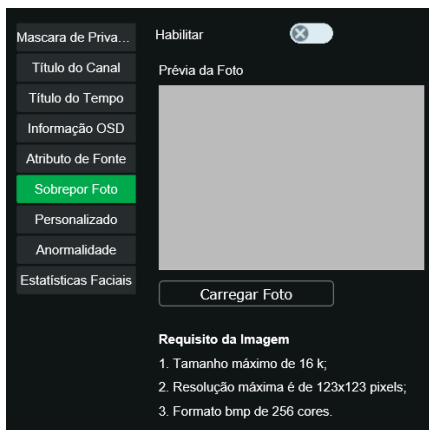 Mascara de Priva...
Título do Canal
Título do Tempo
Informação OSD
Atributo de Fonte
Sobrepor Foto
Personalizado
Anormalidade
Estatísticas Faciais
Habilitar
Prévia da Foto
Carregar Foto
Requisito da Imagem
1. Tamanho máximo de 16 k;
2. Resolução máxima é de 123x123 pixels;
3. Formato bmp de 256 cores.